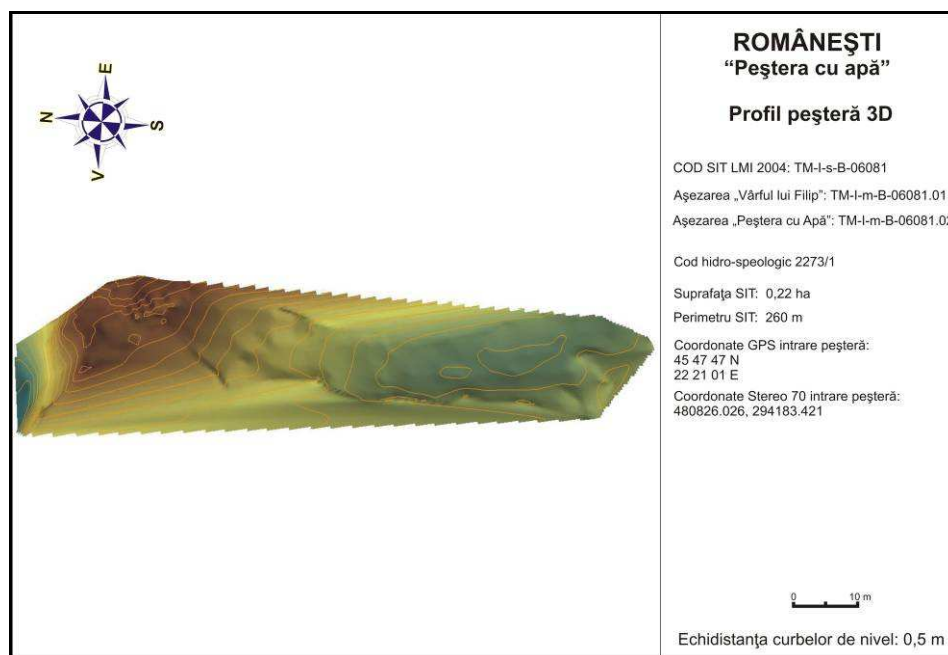 E
N
S
V
ROMÂNEŞTI
“Peştera cu apă”
Profil peşteră 3D
COD SIT LMI 2004: TM-I-s-B-06081
Aşezarea „Vârful lui Filip”: TM-I-m-B-06081.01
Aşezarea „Peştera cu Apă”: TM-I-m-B-06081.02
Cod hidro-speologic 2273/1
Suprafaţa SIT: 0,22 ha
Perimetru SIT: 260 m
Coordonate GPS intrare peşteră:
45 47 47 N
22 21 01 E
Coordonate Stereo 70 intrare peşteră:
480826.026, 294183.421
0 10 m
Echidistanţa curbelor de nivel: 0,5 m